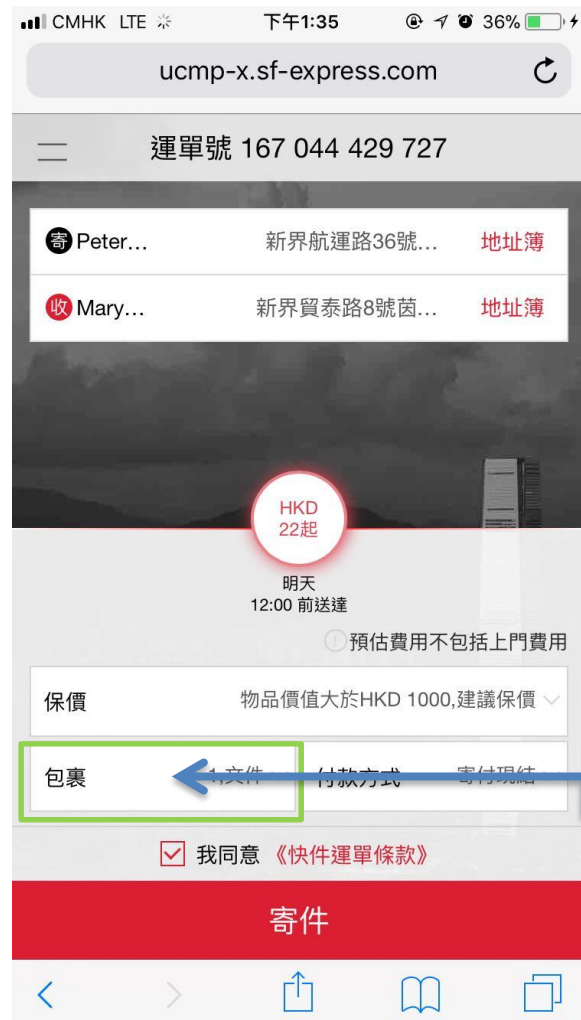 CMHK LTE 下午1:35 36%
ucmp-x.sf-express.com
運單號 167 044 429 727
寄 Peter... 新界航運路36號... 地址簿
收 Mary... 新界貿泰路8號茵... 地址簿
HKD
22起
明天
12:00 前送達
預估費用不包括上門費用
保價 物品價值大於HKD 1000,建議保價
包裹 1,文件 付款方式 寄付現結
我同意 《快件運單條款》
寄件